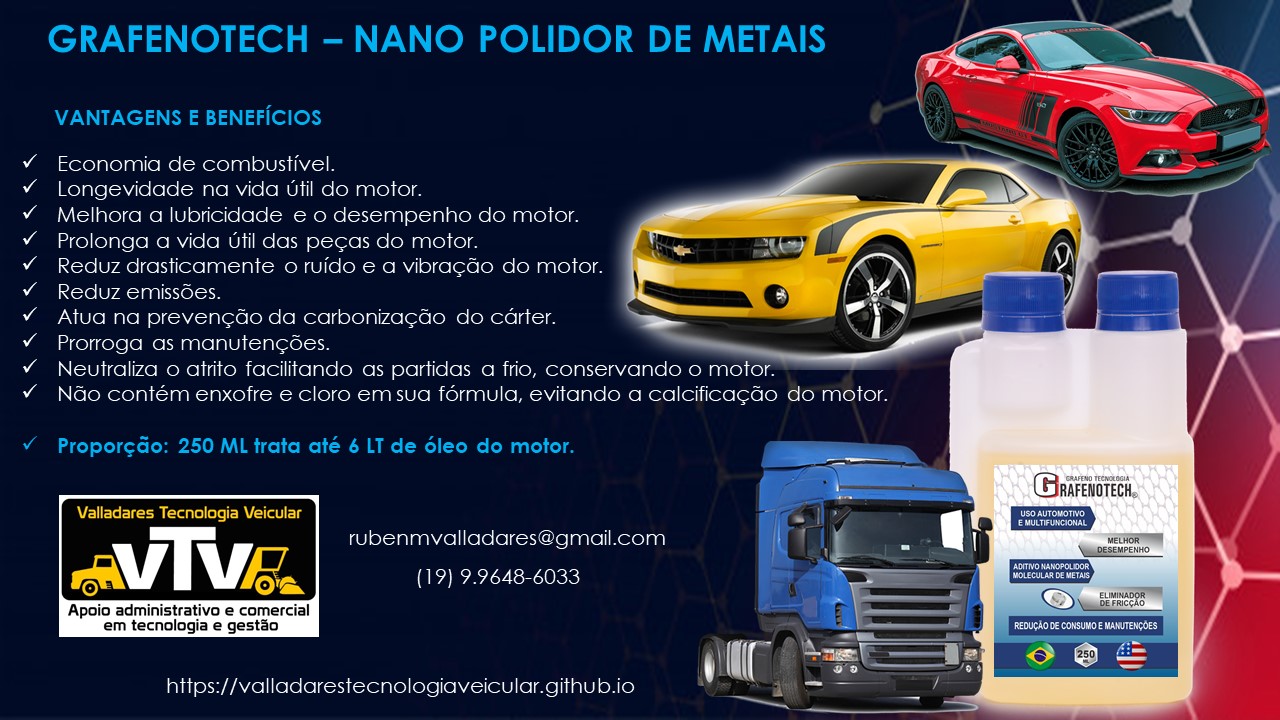 GRAFENOTECH – NANO POLIDOR DE METAIS
VANTAGENS E BENEFÍCIOS
✓ Economia de combustível.
✓ Longevidade na vida útil do motor.
✓ Melhora a lubricidade e o desempenho do motor.
✓ Prolonga a vida útil das peças do motor.
✓ Reduz drasticamente o ruído e a vibração do motor.
✓ Reduz emissões.
✓ Atua na prevenção da carbonização do cárter.
✓ Prorroga as manutenções.
✓ Neutraliza o atrito facilitando as partidas a frio, conservando o motor.
✓ Não contém enxofre e cloro em sua fórmula, evitando a calcificação do motor.
✓ Proporção: 250 ML trata até 6 LT de óleo do motor.
Valladares Tecnologia Veicular
VTV
Apoio administrativo e comercial
em tecnologia e gestão
rubenmvalladares@gmail.com
(19) 9.9648-6033
https://valladarestecnologiaveicular.github.io
GRAFENO TECNOLOGIA
GRAFENOTECH®
USO AUTOMOTIVO
E MULTIFUNCIONAL
MELHOR
DESEMPENHO
ADITIVO NANOPOLIDOR
MOLECULAR DE METAIS
ELIMINADOR
DE FRICÇÃO
REDUÇÃO DE CONSUMO E MANUTENÇÕES
250
ML